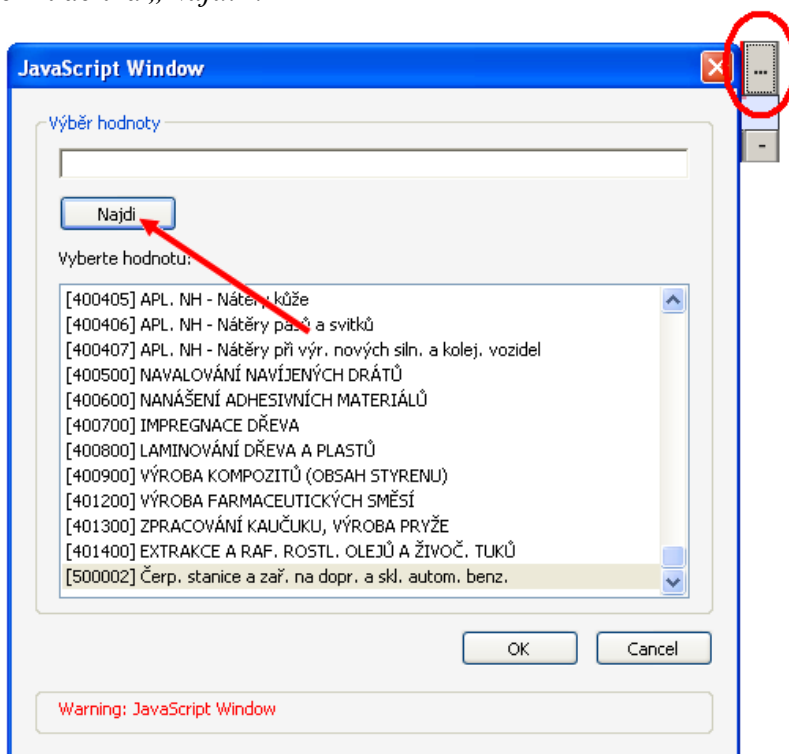 JavaScript Window
...
Výběr hodnoty
-
Najdi
Vyberte hodnotu:
[400405] APL. NH - Nátěry kůže
[400406] APL. NH - Nátěry pasů a svitků
[400407] APL. NH - Nátěry při výr. nových siln. a kolej. vozidel
[400500] NAVALOVÁNÍ NAVÍJENÝCH DRÁTŮ
[400600] NANÁŠENÍ ADHESIVNÍCH MATERIÁLŮ
[400700] IMPREGNACE DŘEVA
[400800] LAMINOVÁNÍ DŘEVA A PLASTŮ
[400900] VÝROBA KOMPOZITŮ (OBSAH STYRENU)
[401200] VÝROBA FARMACEUTICKÝCH SMĚSÍ
[401300] ZPRACOVÁNÍ KAUČUKU, VÝROBA PRYŽE
[401400] EXTRAKCE A RAF. ROSTL. OLEJŮ A ŽIVOČ. TUKŮ
[500002] Čerp. stanice a zař. na dopr. a skl. autom. benz.
OK Cancel
Warning: JavaScript Window